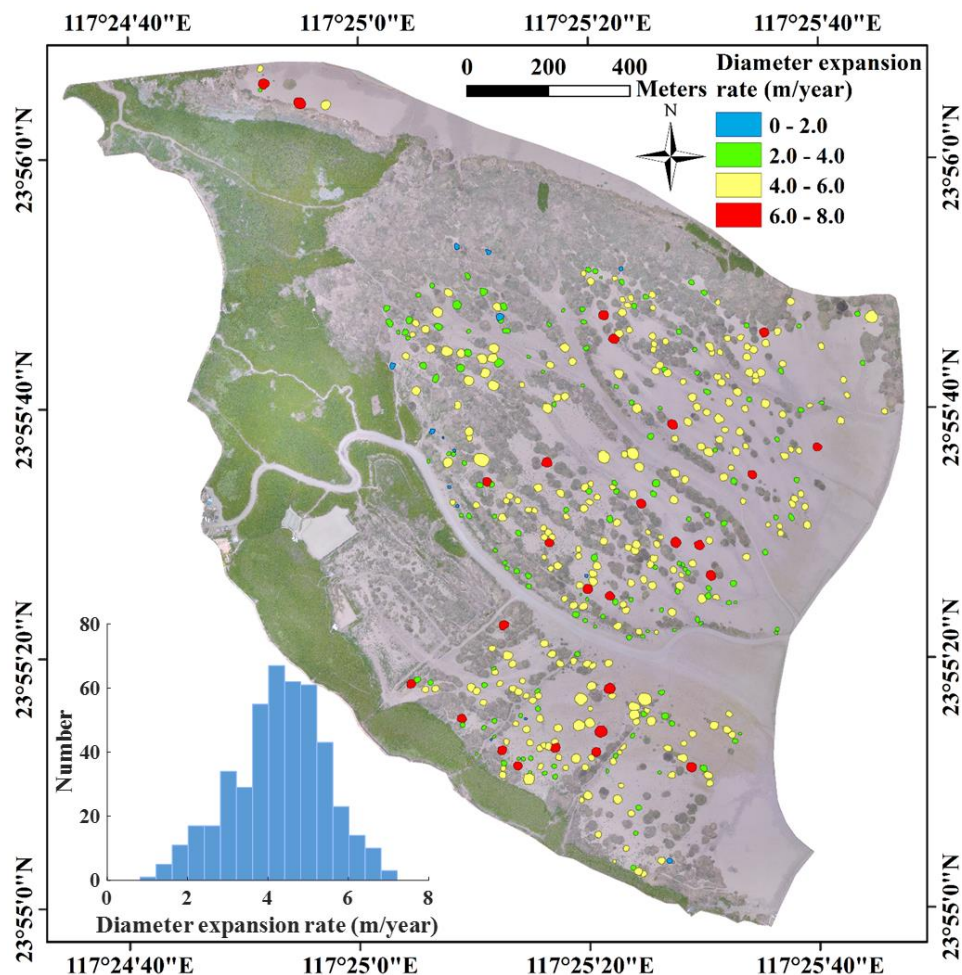 117°24'40"E 117°25'0"E 117°25'20"E 117°25'40"E
0 200 400
Meters
Diameter expansion
rate (m/year)
N
0 - 2.0
2.0 - 4.0
4.0 - 6.0
6.0 - 8.0
23°56'0"N
23°55'40"N
23°55'20"N
23°55'0"N
23°56'0"N
23°55'40"N
23°55'20"N
23°55'0"N
80
60
40
20
0
Number
0 2 4 6 8
Diameter expansion rate (m/year)
117°24'40"E 117°25'0"E 117°25'20"E 117°25'40"E